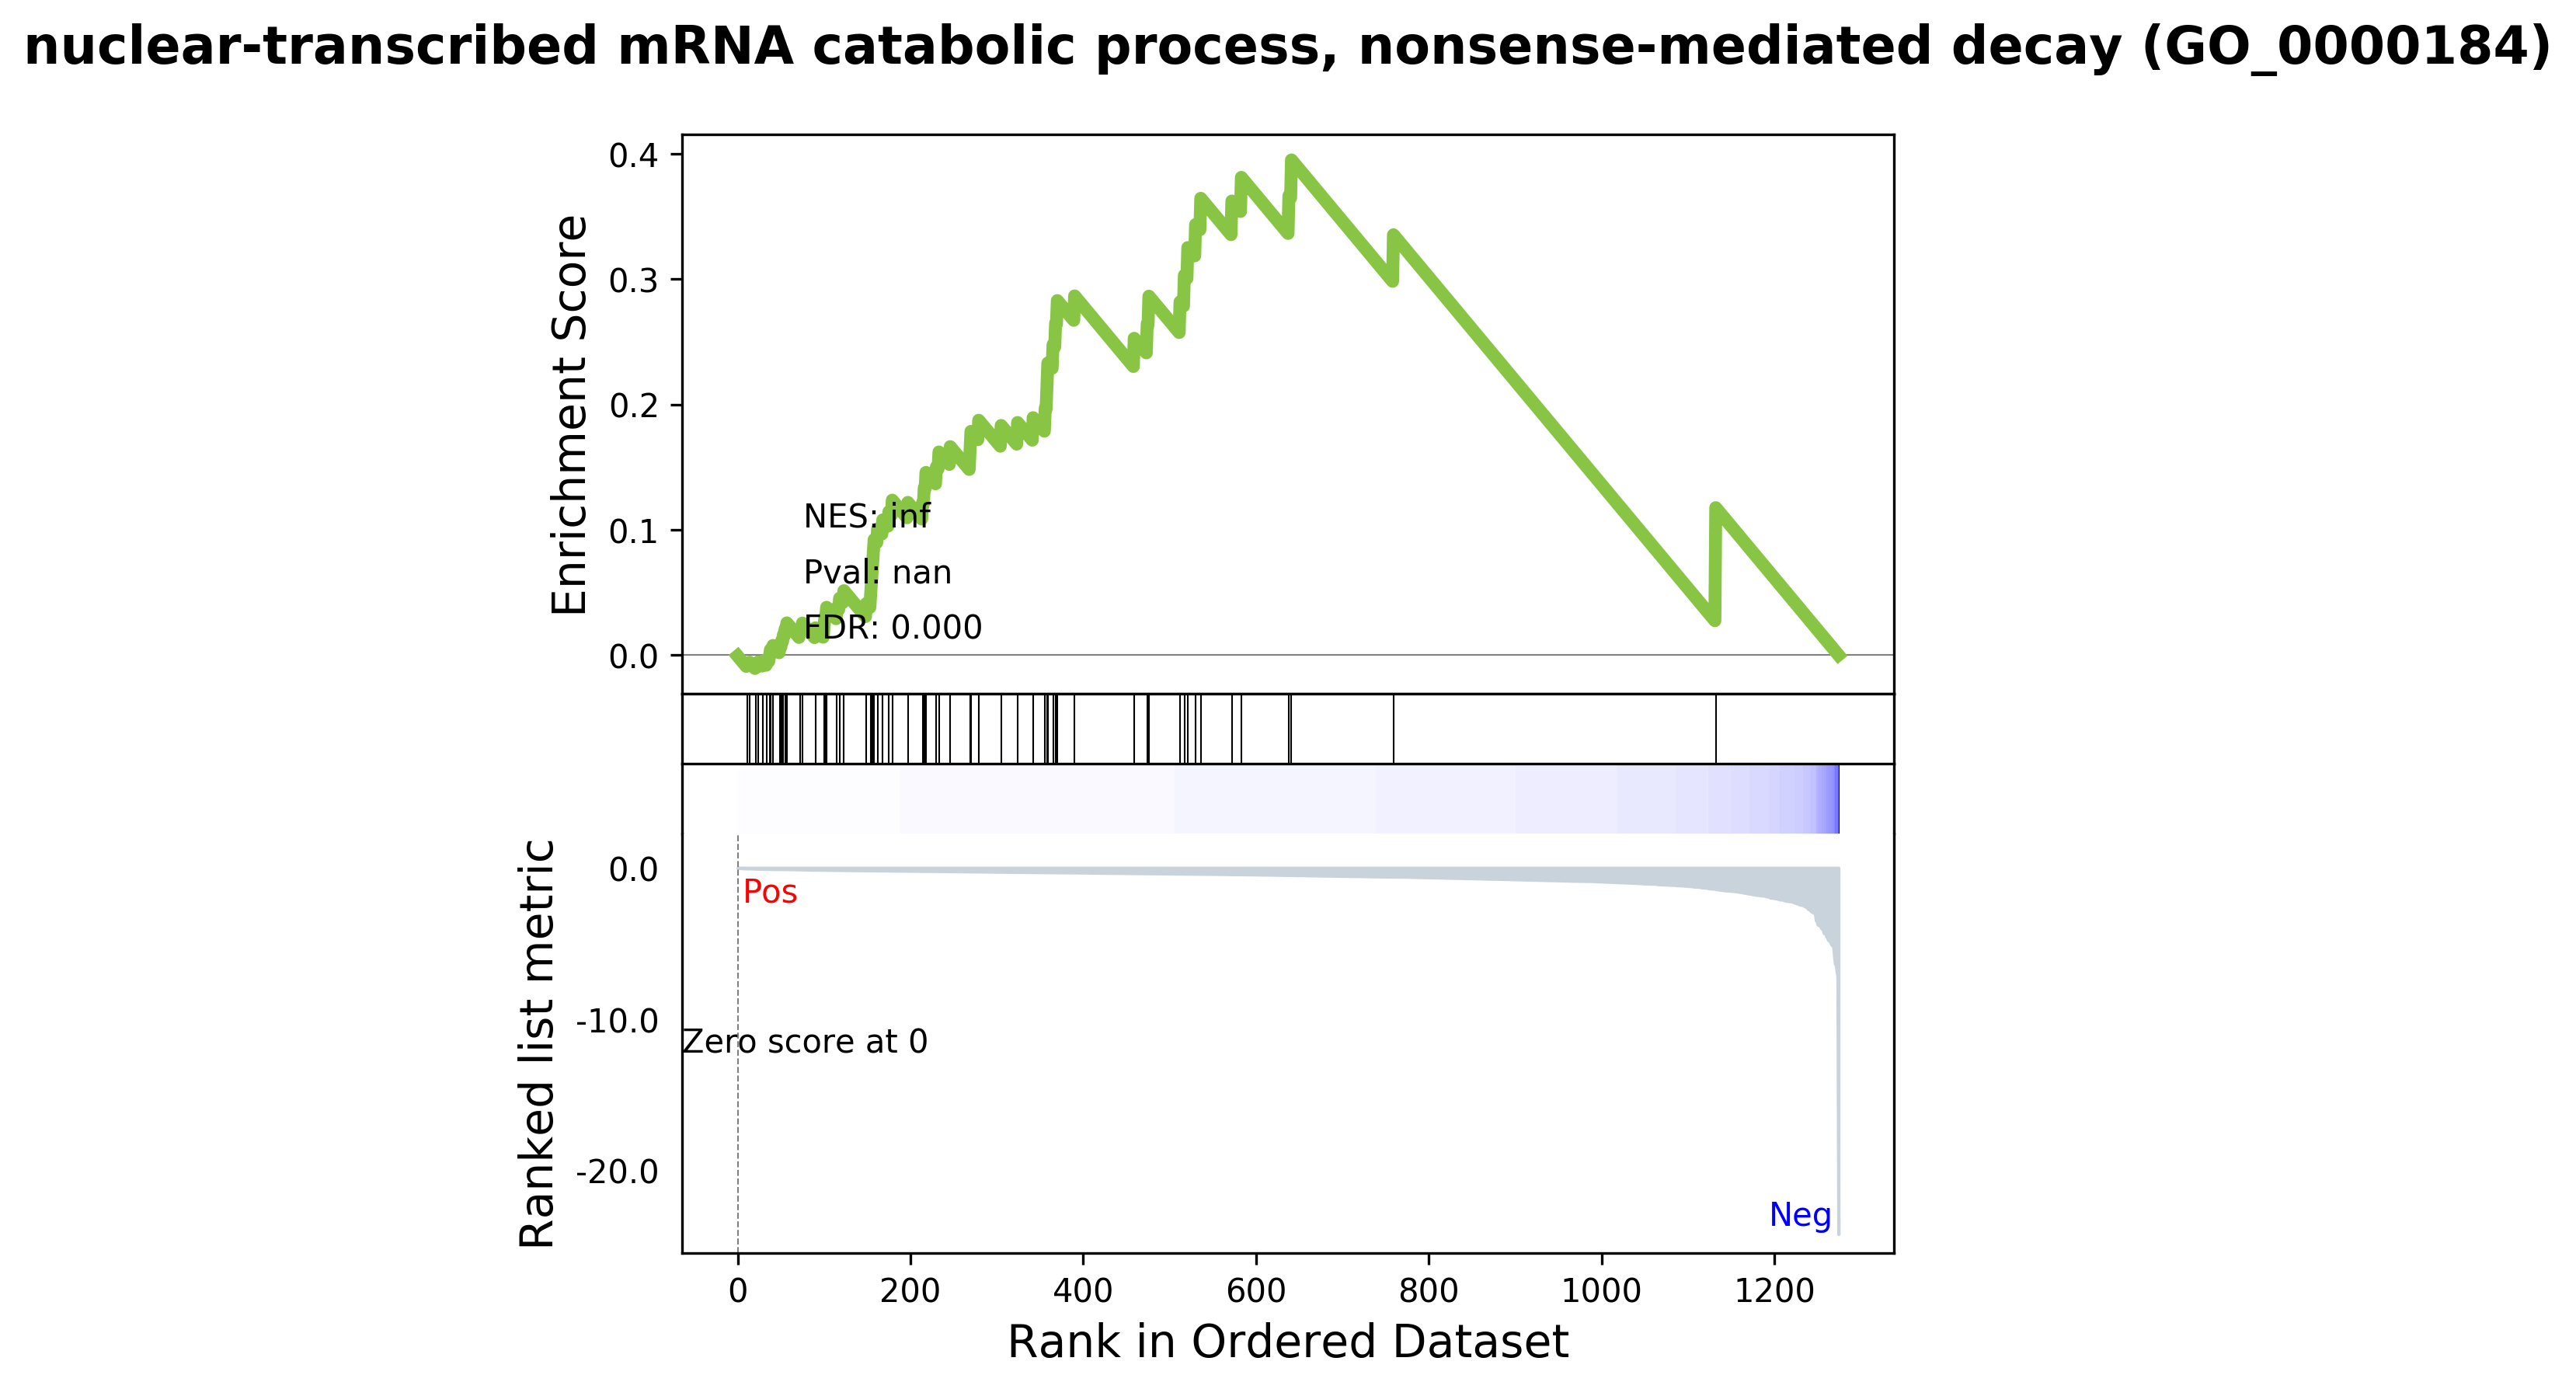 nuclear-transcribed mRNA catabolic process, nonsense-mediated decay (GO_0000184)
Enrichment Score
0.4
0.3
0.2
0.1
0.0
NES: inf
Pval: nan
FDR: 0.000
Ranked list metric
0.0
-10.0
-20.0
Pos
Zero score at 0
Neg
0 200 400 600 800 1000 1200
Rank in Ordered Dataset